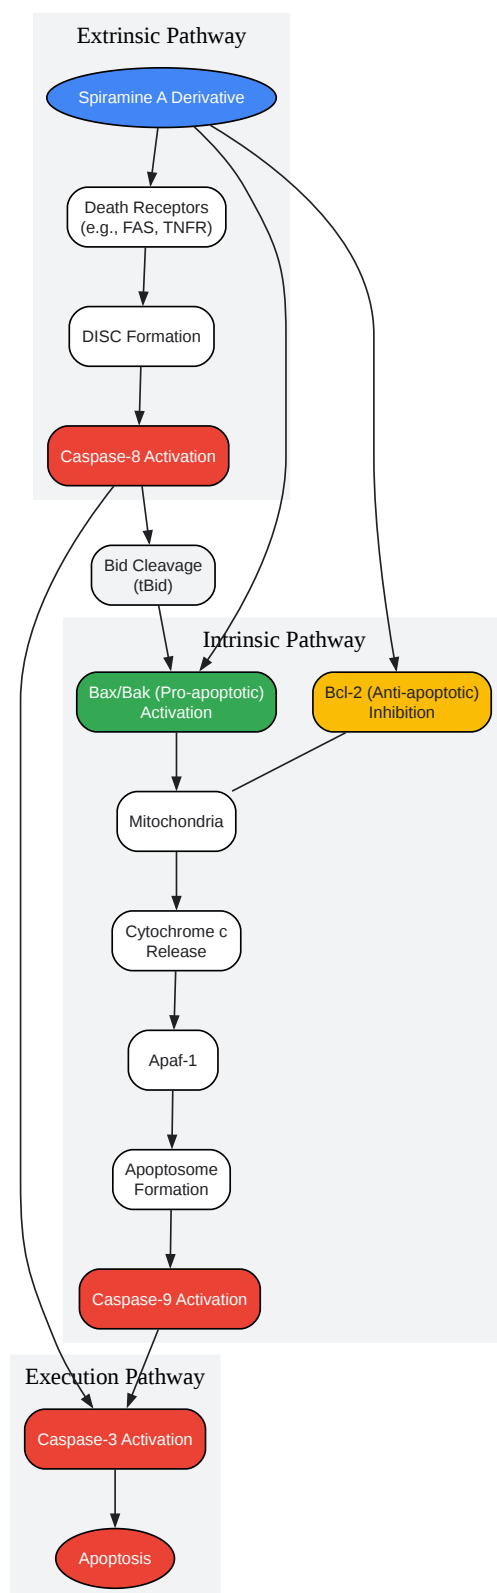 Extrinsic Pathway
Spiramine A Derivative
Death Receptors
(e.g., FAS, TNFR)
DISC Formation
Caspase-8 Activation
Bid Cleavage
(tBid)
Intrinsic Pathway
Bax/Bak (Pro-apoptotic)
Activation
Bcl-2 (Anti-apoptotic)
Inhibition
Mitochondria
Cytochrome c
Release
Apaf-1
Apoptosome
Formation
Caspase-9 Activation
Execution Pathway
Caspase-3 Activation
Apoptosis